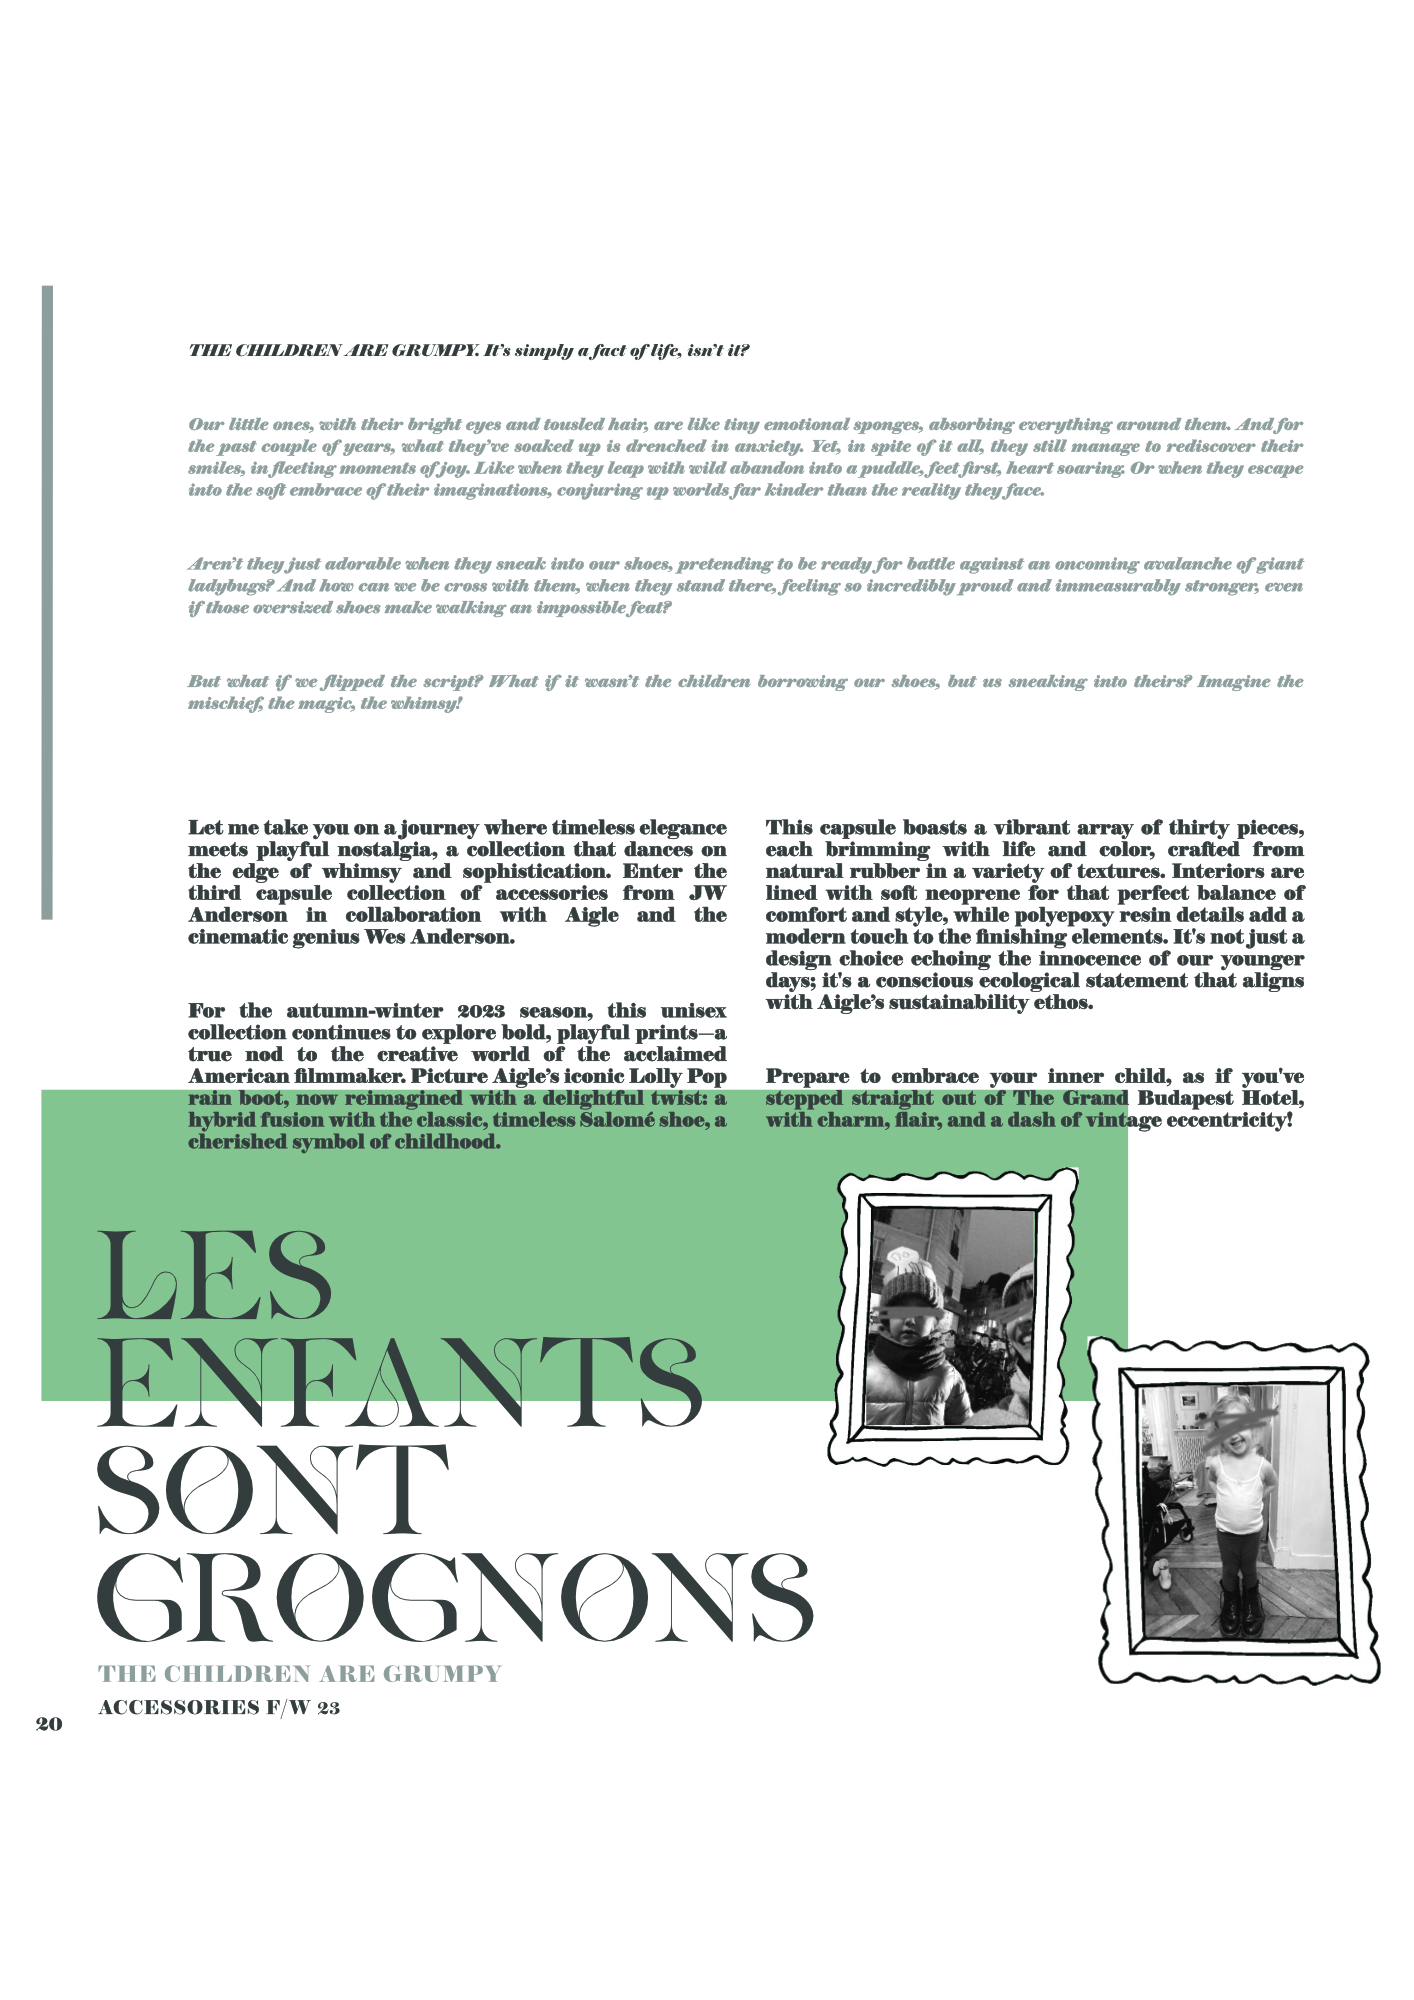 THE CHILDREN ARE GRUMPY. It’s simply a fact of life, isn’t it?
Our little ones, with their bright eyes and tousled hair, are like tiny emotional sponges, absorbing everything around them. And for
the past couple of years, what they’ve soaked up is drenched in anxiety. Yet, in spite of it all, they still manage to rediscover their
smiles, in fleeting moments of joy. Like when they leap with wild abandon into a puddle, feet first, heart soaring. Or when they escape
into the soft embrace of their imaginations, conjuring up worlds far kinder than the reality they face.
Aren’t they just adorable when they sneak into our shoes, pretending to be ready for battle against an oncoming avalanche of giant
ladybugs? And how can we be cross with them, when they stand there, feeling so incredibly proud and immeasurably stronger, even
if those oversized shoes make walking an impossible feat?
But what if we flipped the script? What if it wasn’t the children borrowing our shoes, but us sneaking into theirs? Imagine the
mischief, the magic, the whimsy!
Let me take you on a journey where timeless elegance
meets playful nostalgia, a collection that dances on
the edge of whimsy and sophistication. Enter the
third capsule collection of accessories from JW
Anderson in collaboration with Aigle and the
cinematic genius Wes Anderson.
For the autumn-winter 2023 season, this unisex
collection continues to explore bold, playful prints—a
true nod to the creative world of the acclaimed
American filmmaker. Picture Aigle’s iconic Lolly Pop
rain boot, now reimagined with a delightful twist: a
hybrid fusion with the classic, timeless Salomé shoe, a
cherished symbol of childhood.
This capsule boasts a vibrant array of thirty pieces,
each brimming with life and color, crafted from
natural rubber in a variety of textures. Interiors are
lined with soft neoprene for that perfect balance of
comfort and style, while polyepoxy resin details add a
modern touch to the finishing elements. It's not just a
design choice echoing the innocence of our younger
days; it's a conscious ecological statement that aligns
with Aigle’s sustainability ethos.
Prepare to embrace your inner child, as if you've
stepped straight out of The Grand Budapest Hotel,
with charm, flair, and a dash of vintage eccentricity!
LES
ENFANTS
SONT
GROGNONS
THE CHILDREN ARE GRUMPY
ACCESSORIES F/W 23
20